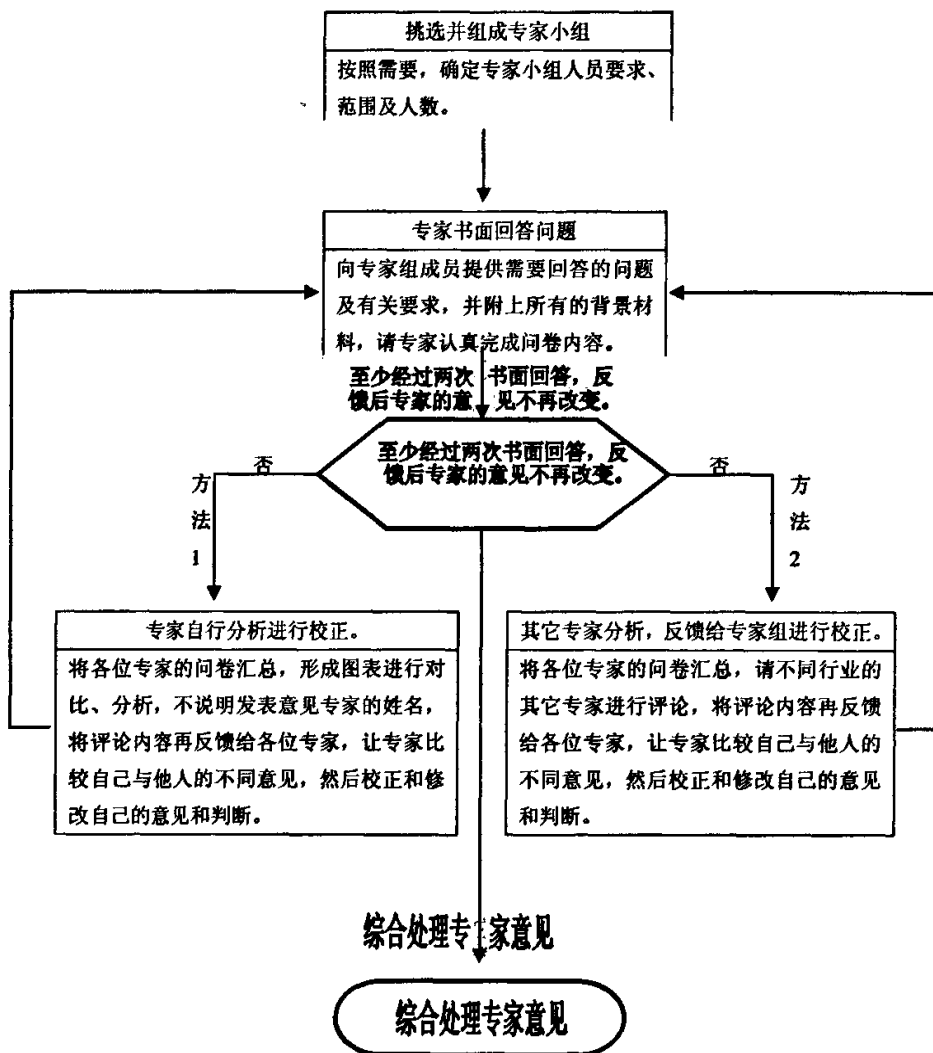 挑选并组成专家小组
按照需要，确定专家小组人员要求、
范围及人数。
专家书面回答问题
向专家组成员提供需要回答的问题
及有关要求，并附上所有的背景材
料，请专家认真完成问卷内容。
至少经过两次 书面回答，反
馈后专家的意 见不再改变。
至少经过两次书面回答，反
馈后专家的意见不再改变。
否
否
方
法
1
方
法
2
专家自行分析进行校正。
将各位专家的问卷汇总，形成图表进行对
比、分析，不说明发表意见专家的姓名，
将评论内容再反馈给各位专家，让专家比
较自己与他人的不同意见，然后校正和修
改自己的意见和判断。
其它专家分析，反馈给专家组进行校正。
将各位专家的问卷汇总，请不同行业的
其它专家进行评论，将评论内容再反馈
给各位专家，让专家比较自己与他人的
不同意见，然后校正和修改自己的意见
和判断。
综合处理专家意见
综合处理专家意见